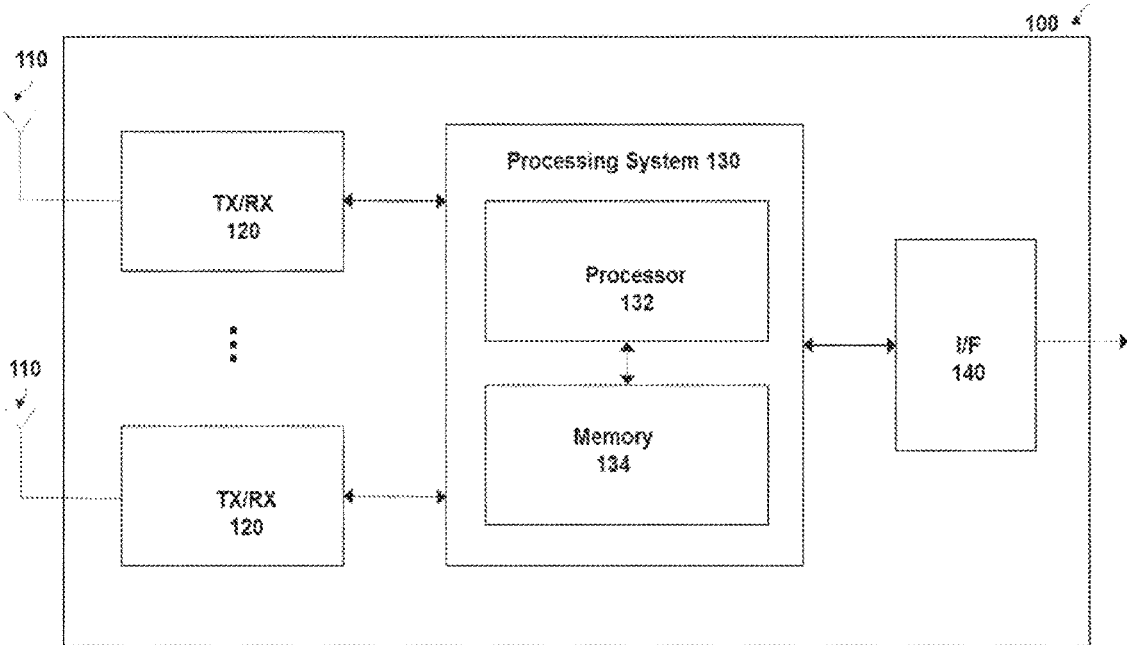 100
110
Processing System 130
TX/RX
120
Processor
132
I/F
140
110
Memory
134
TX/RX
120